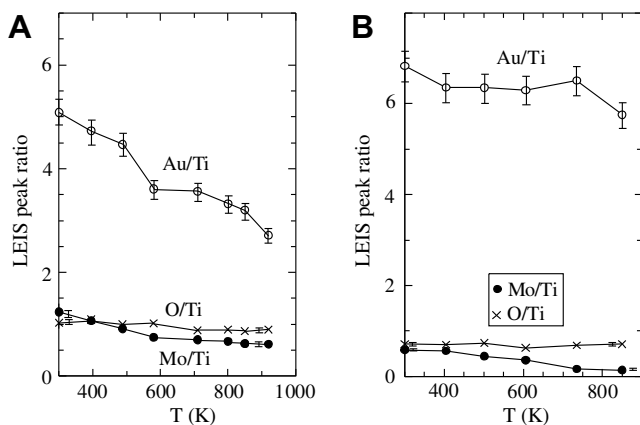 A
6
4
2
0
LEIS peak ratio
Au/Ti
O/Ti
Mo/Ti
400
600
800
1000
T (K)
B
6
4
2
0
LEIS peak ratio
Au/Ti
Mo/Ti
O/Ti
400
600
800
T (K)